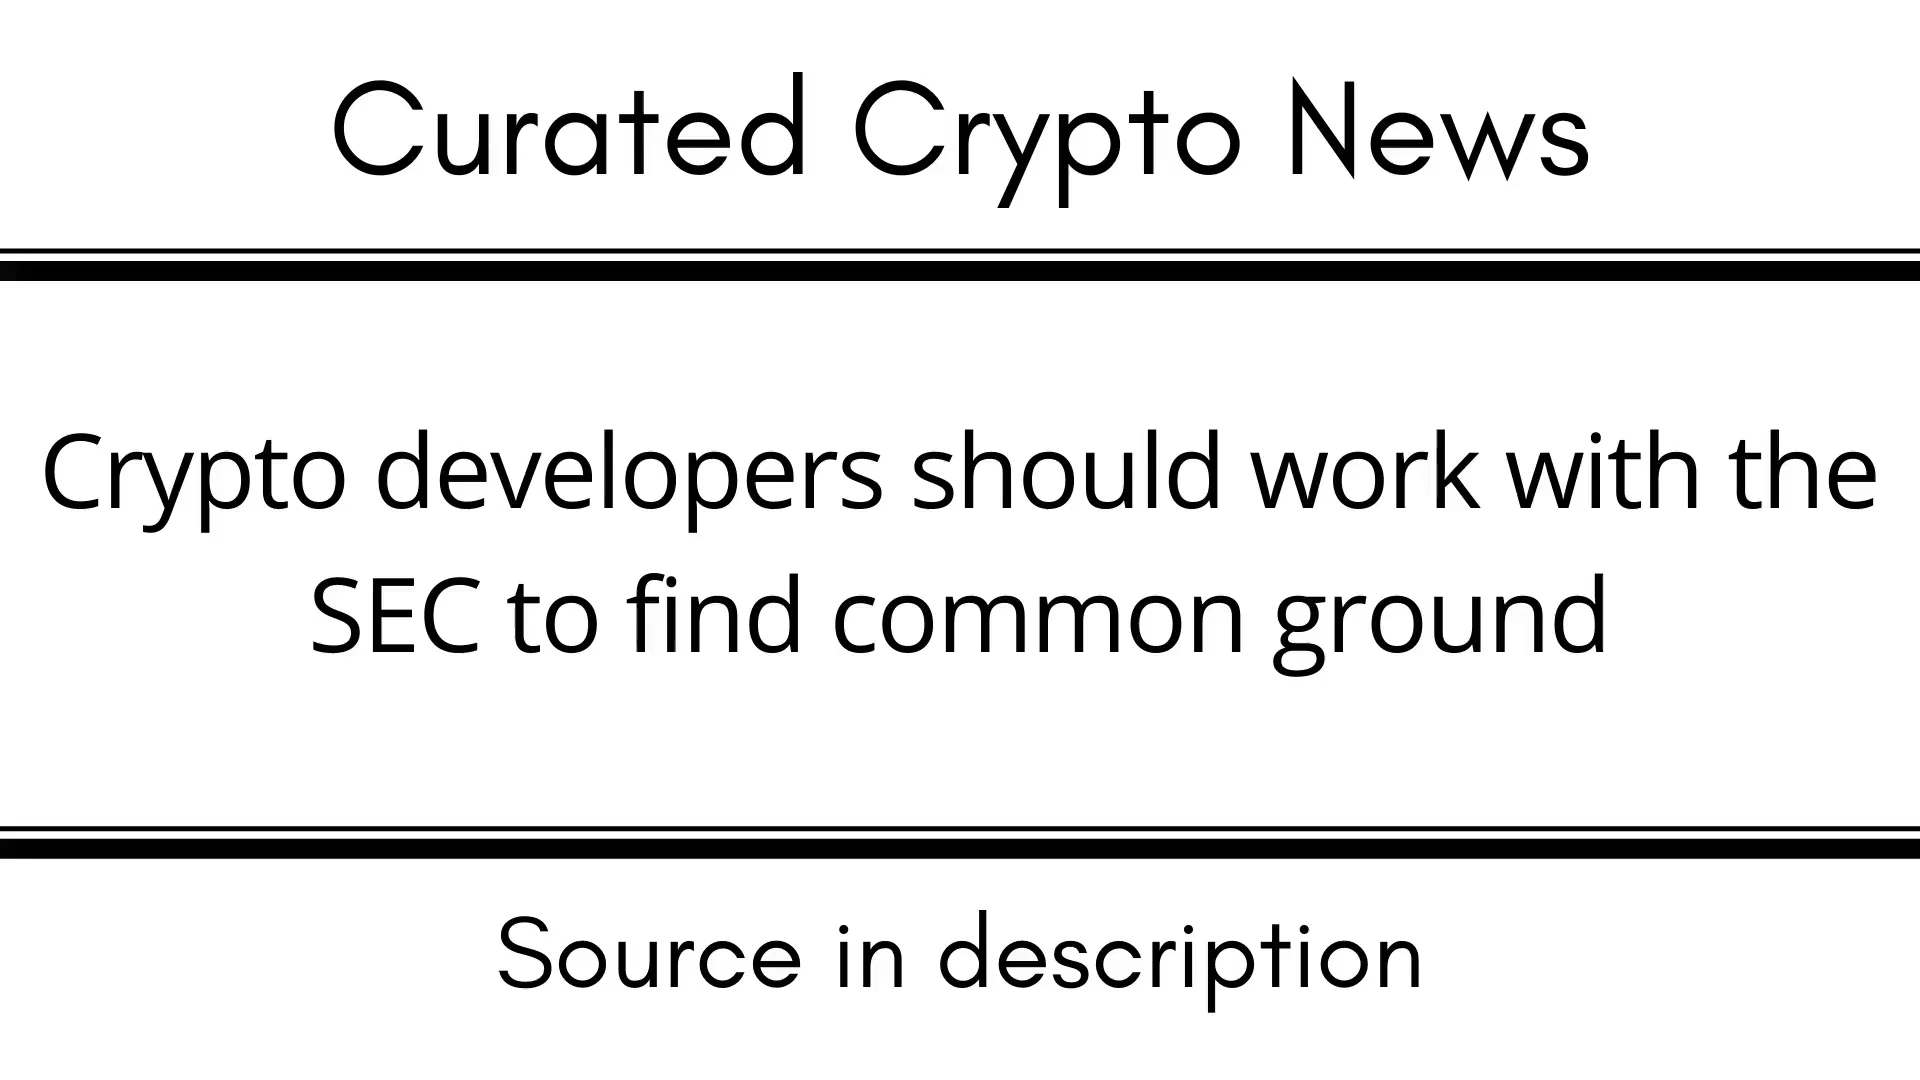 Curated Crypto News
Crypto developers should work with the
SEC to find common ground
Source in description